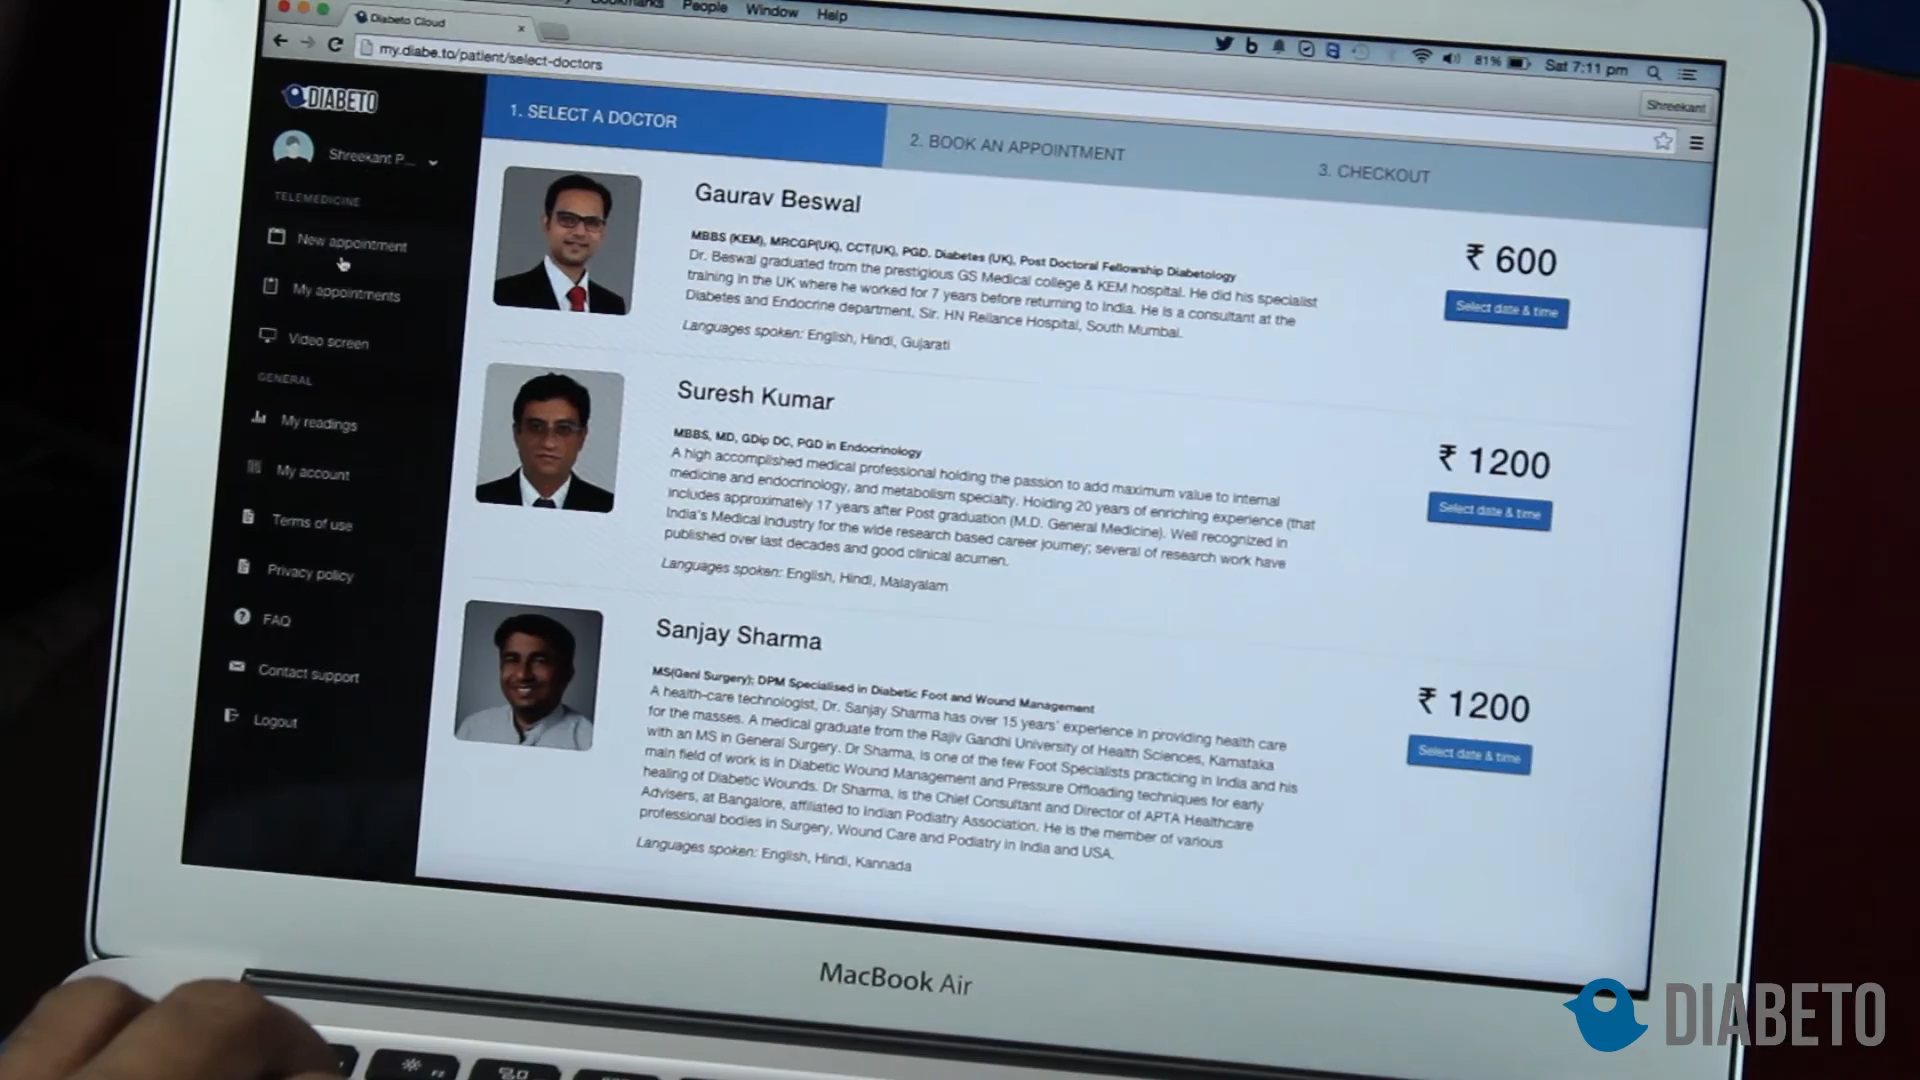 People Window Help
81% Sat 7:11 pm
Diabeto Cloud
my.diabe.to/patient/select-doctors
Shreekant
DIABETO
Shreekant P...
TELEMEDICINE
New appointment
My appointments
Video screen
GENERAL
My readings
My account
Terms of use
Privacy policy
FAQ
Contact support
Logout
1. SELECT A DOCTOR
2. BOOK AN APPOINTMENT
3. CHECKOUT
Gaurav Beswal
MBBS (KEM), MRCGP(UK), CCT(UK), PGD. Diabetes (UK), Post Doctoral Fellowship Diabetology
Dr. Beswal graduated from the prestigious GS Medical college & KEM hospital. He did his specialist
training in the UK where he worked for 7 years before returning to India. He is a consultant at the
Diabetes and Endocrine department, Sir. HN Reliance Hospital, South Mumbai.
Languages spoken: English, Hindi, Gujarati
₹ 600
Select date & time
Suresh Kumar
MBBS, MD, GDip DC, PGD in Endocrinology
A high accomplished medical professional holding the passion to add maximum value to internal
medicine and endocrinology, and metabolism specialty. Holding 20 years of enriching experience (that
includes approximately 17 years after Post graduation (M.D. General Medicine). Well recognized in
India's Medical Industry for the wide research based career journey; several of research work have
published over last decades and good clinical acumen.
Languages spoken: English, Hindi, Malayalam
₹ 1200
Select date & time
Sanjay Sharma
MS(Genl Surgery); DPM Specialised in Diabetic Foot and Wound Management
A health-care technologist, Dr. Sanjay Sharma has over 15 years' experience in providing health care
for the masses. A medical graduate from the Rajiv Gandhi University of Health Sciences, Karnataka
with an MS in General Surgery. Dr Sharma, is one of the few Foot Specialists practicing in India and his
main field of work is in Diabetic Wound Management and Pressure Offloading techniques for early
healing of Diabetic Wounds. Dr Sharma, is the Chief Consultant and Director of APTA Healthcare
Advisers, at Bangalore, affiliated to Indian Podiatry Association. He is the member of various
professional bodies in Surgery, Wound Care and Podiatry in India and USA.
Languages spoken: English, Hindi, Kannada
₹ 1200
Select date & time
MacBook Air
F2
DIABETO